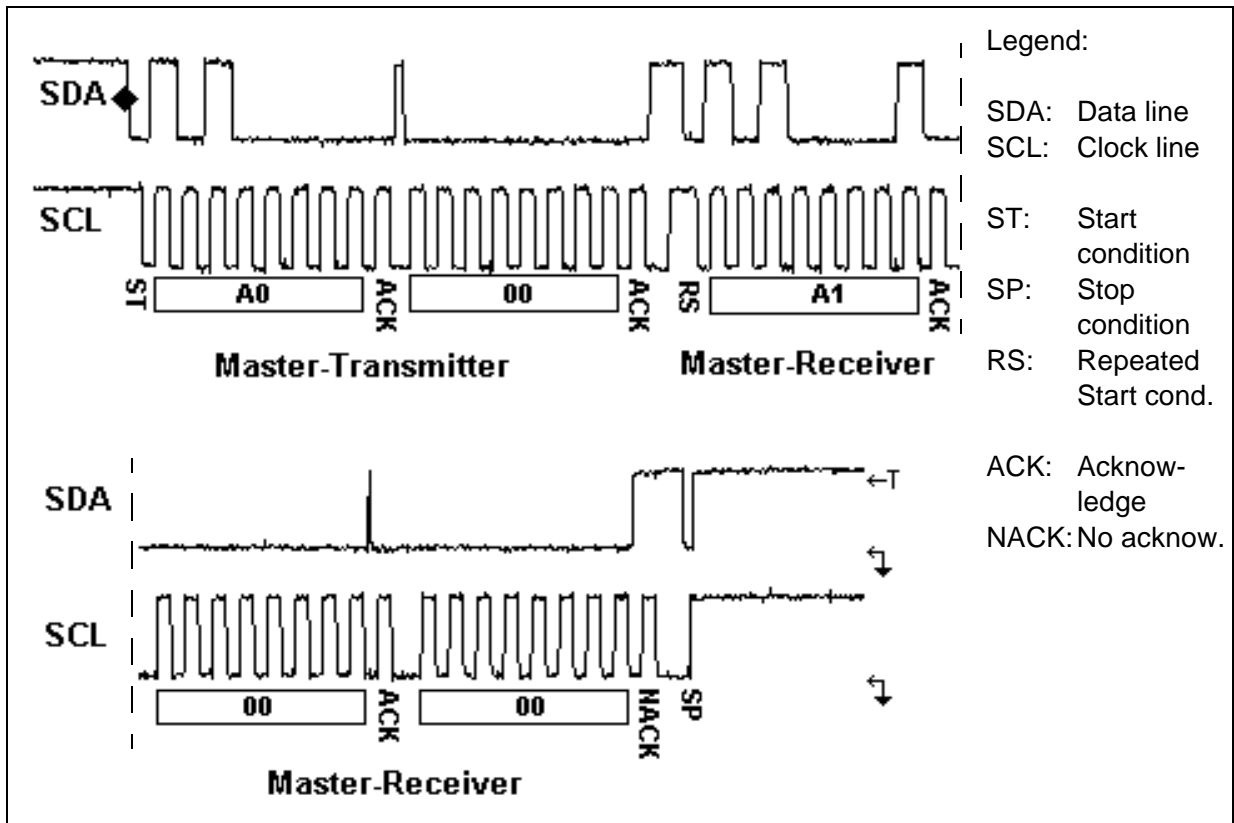 SDA
SCL
ST
A0
ACK
00
ACK
RS
A1
ACK
Master-Transmitter
Master-Receiver
SDA
←T
SCL
00
ACK
00
NACK
SP
Master-Receiver
Legend:
SDA: Data line
SCL: Clock line
ST: Start
condition
SP: Stop
condition
RS: Repeated
Start cond.
ACK: Acknow-
ledge
NACK: No acknow.